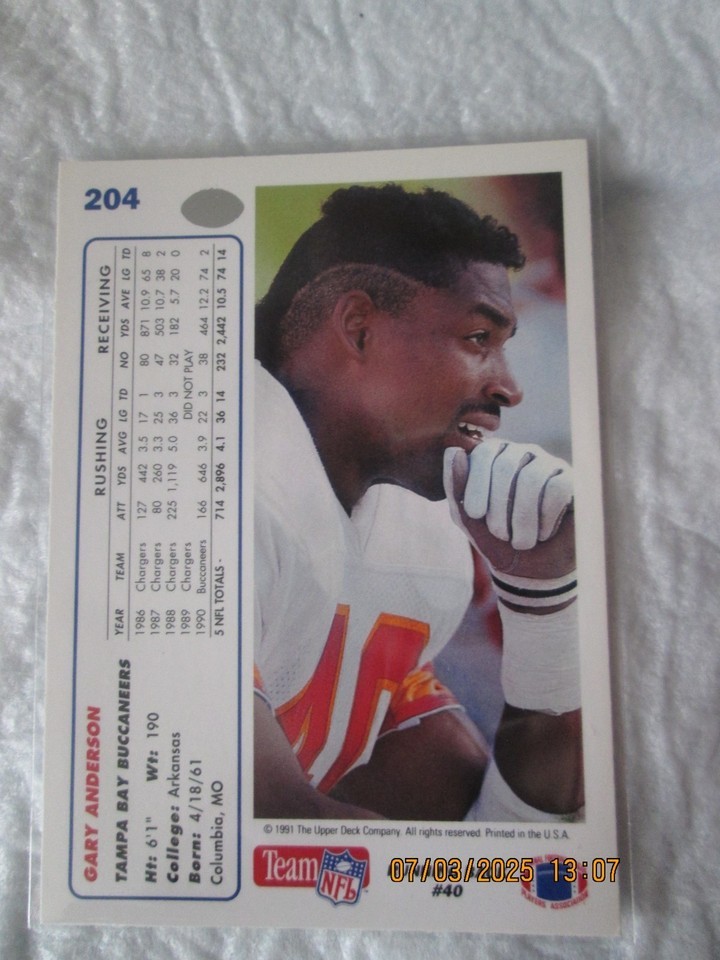 204
GARY ANDERSON
TAMPA BAY BUCCANEERS
Ht: 6'1" Wt: 190
College: Arkansas
Born: 4/18/61
Columbia, MO
RUSHING RECEIVING
YEAR TEAM ATT YDS AVG LG TD NO YDS AVE LG TD
1986 Chargers 127 442 3.5 17 1 80 871 10.9 65 8
1987 Chargers 80 260 3.3 25 3 47 503 10.7 38 2
1988 Chargers 225 1,119 5.0 36 3 32 182 5.7 20 0
1989 Chargers DID NOT PLAY
1990 Buccaneers 166 646 3.9 22 3 38 464 12.2 74 2
5 NFL TOTALS - 714 2,896 4.1 36 14 232 2,442 10.5 74 14
40
© 1991 The Upper Deck Company. All rights reserved. Printed in the U.S.A.
Team NFL
#40
PLAYERS ASSOCIATION
07/03/2025 13:07